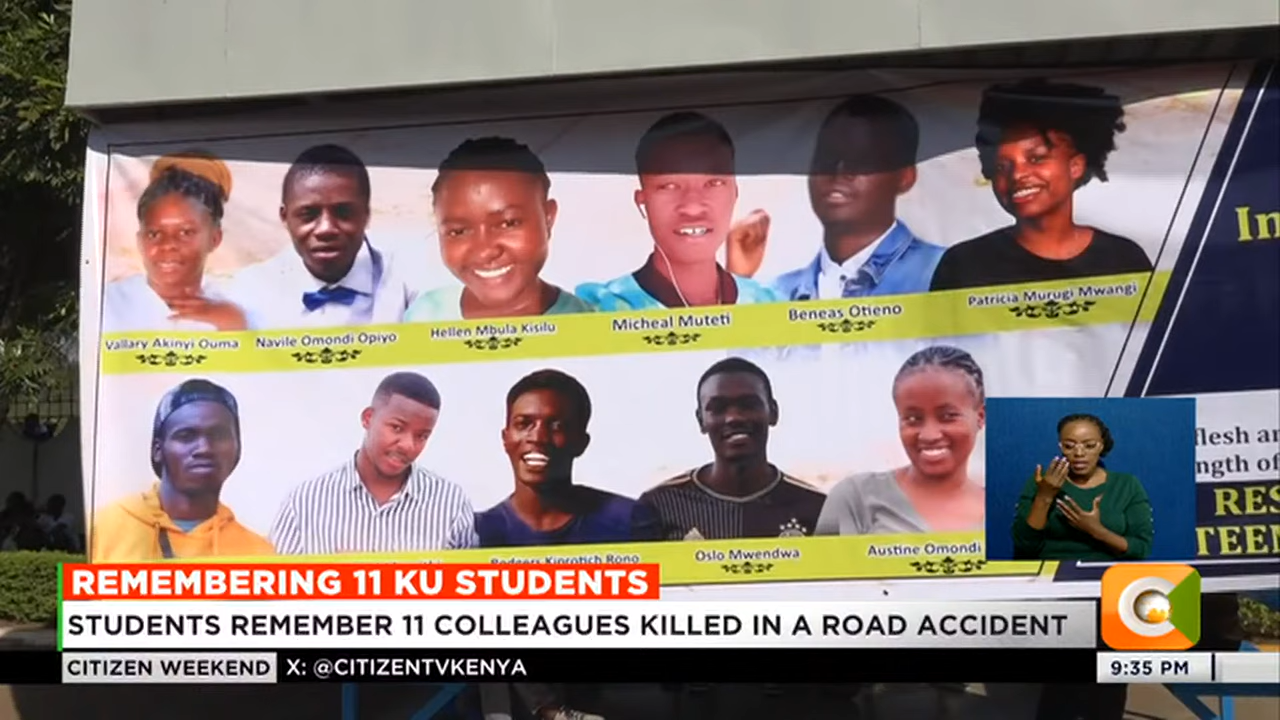 Vallary Akinyi Ouma
Navile Omondi Opiyo
Hellen Mbula Kisilu
Micheal Muteti
Beneas Otieno
Patricia Murugi Mwangi
In
Kiprotich Rono
Oslo Mwendwa
Austine Omondi
flesh
ngth of
RES
TEEN
REMEMBERING 11 KU STUDENTS
STUDENTS REMEMBER 11 COLLEAGUES KILLED IN A ROAD ACCIDENT
CITIZEN WEEKEND X: @CITIZENTVKENYA
9:35 PM